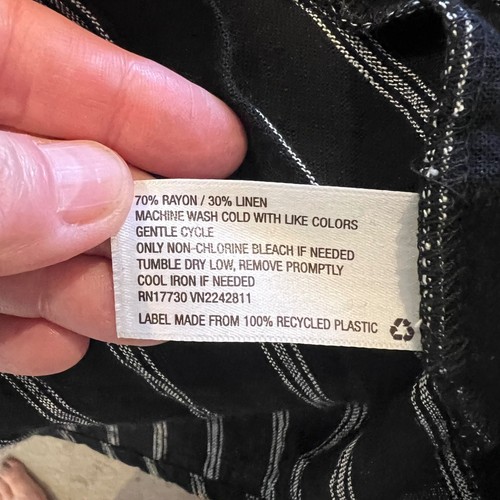 70% RAYON / 30% LINEN
MACHINE WASH COLD WITH LIKE COLORS
GENTLE CYCLE
ONLY NON-CHLORINE BLEACH IF NEEDED
TUMBLE DRY LOW, REMOVE PROMPTLY
COOL IRON IF NEEDED
RN17730 VN2242811
LABEL MADE FROM 100% RECYCLED PLASTIC